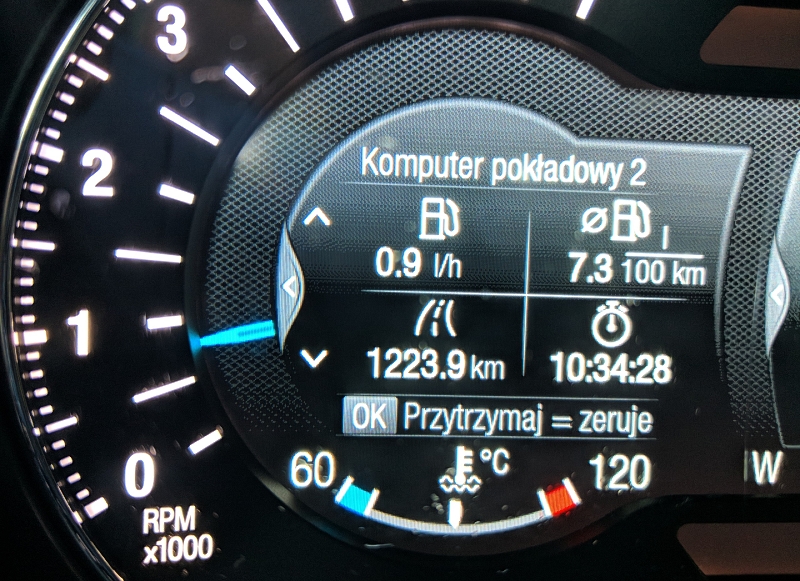 3
2
1
0
RPM
x1000
Komputer pokładowy 2
0.9 l/h
Ø 7.3 l/100 km
1223.9 km
10:34:28
OK Przytrzymaj = zeruje
60 °C 120
W